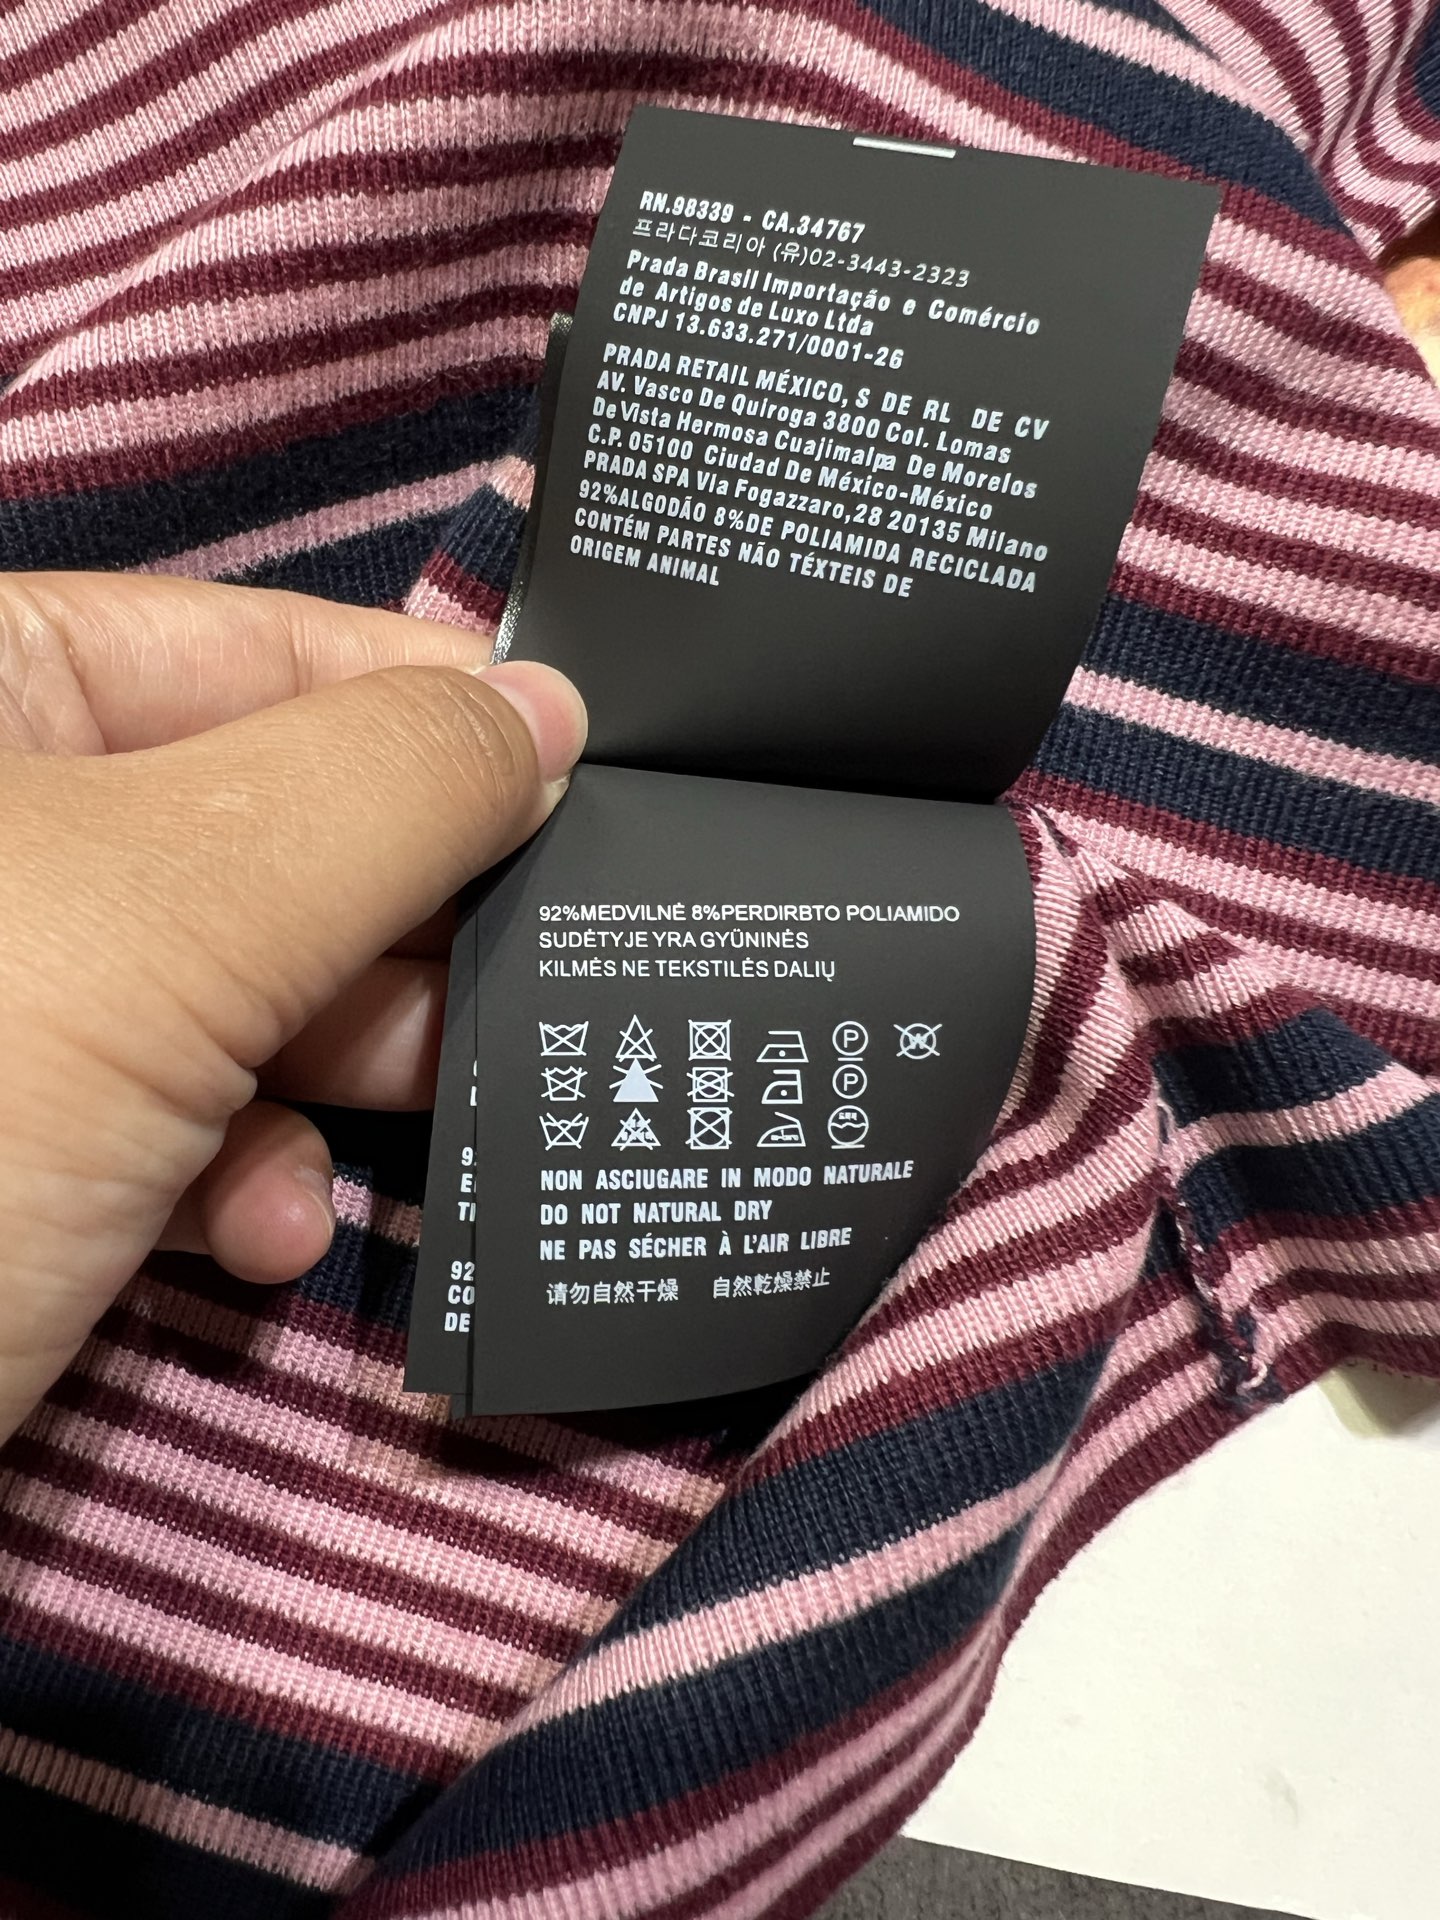 RN.98339 - CA.34767
프라다코리아 (유)02-3443-2323
Prada Brasil Importação e Comércio
de Artigos de Luxo Ltda
CNPJ 13.633.271/0001-26
PRADA RETAIL MÉXICO, S DE RL DE CV
AV. Vasco De Quiroga 3800 Col. Lomas
De Vista Hermosa Cuajimalpa De Morelos
C.P. 05100 Ciudad De México-México
PRADA SPA VIa Fogazzaro,28 20135 Milano
92%ALGODÃO 8%DE POLIAMIDA RECICLADA
CONTÉM PARTES NÃO TÉXTEIS DE
ORIGEM ANIMAL
92%MEDVILNĖ 8%PERDIRBTO POLIAMIDO
SUDĖTYJE YRA GYŪNINĖS
KILMĖS NE TEKSTILĖS DALIŲ
P W
P
NON ASCIUGARE IN MODO NATURALE
DO NOT NATURAL DRY
NE PAS SÉCHER À L'AIR LIBRE
请勿自然干燥 自然乾燥禁止
92
CO
DE